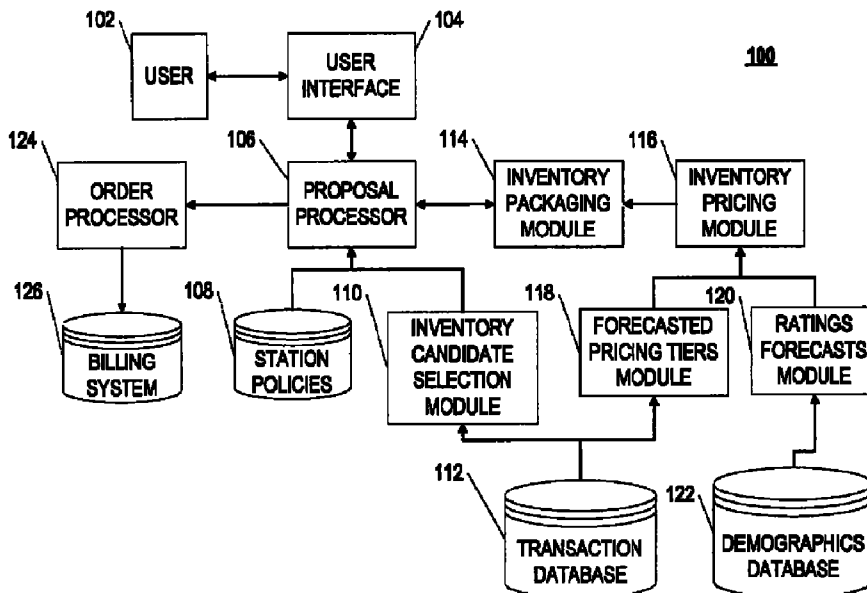 102
104
100
USER
USER
INTERFACE
124
106
114
116
ORDER
PROCESSOR
PROPOSAL
PROCESSOR
INVENTORY
PACKAGING
MODULE
INVENTORY
PRICING
MODULE
126
108
110
118
120
BILLING
SYSTEM
STATION
POLICIES
INVENTORY
CANDIDATE
SELECTION
MODULE
FORECASTED
PRICING TIERS
MODULE
RATINGS
FORECASTS
MODULE
112
122
TRANSACTION
DATABASE
DEMOGRAPHICS
DATABASE